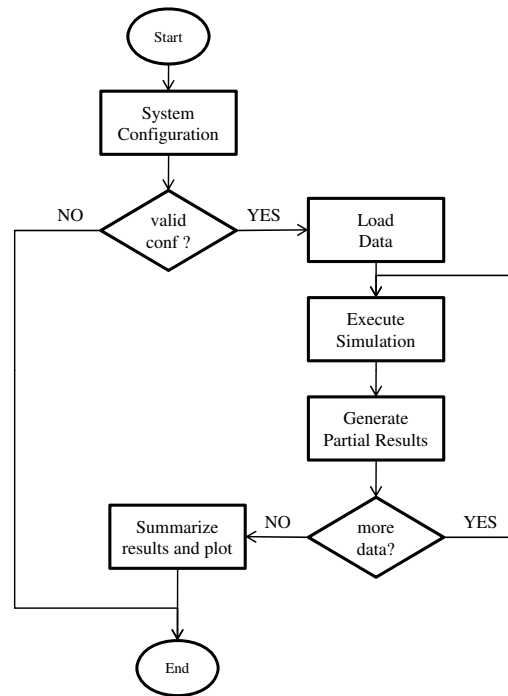 Start
System
Configuration
NO
valid
conf ?
YES
Load
Data
Execute
Simulation
Generate
Partial Results
Summarize
results and plot
NO
more
data?
YES
End